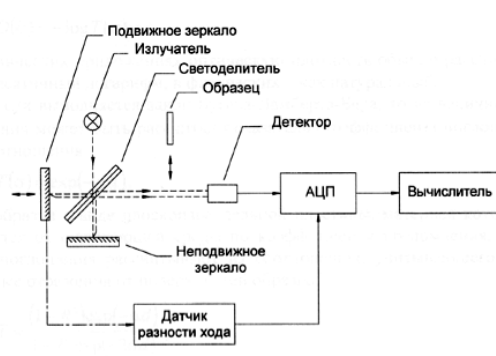 Подвижное зеркало
Излучатель
Светоделитель
Образец
Детектор
АЦП
Вычислитель
Неподвижное
зеркало
Датчик
разности хода